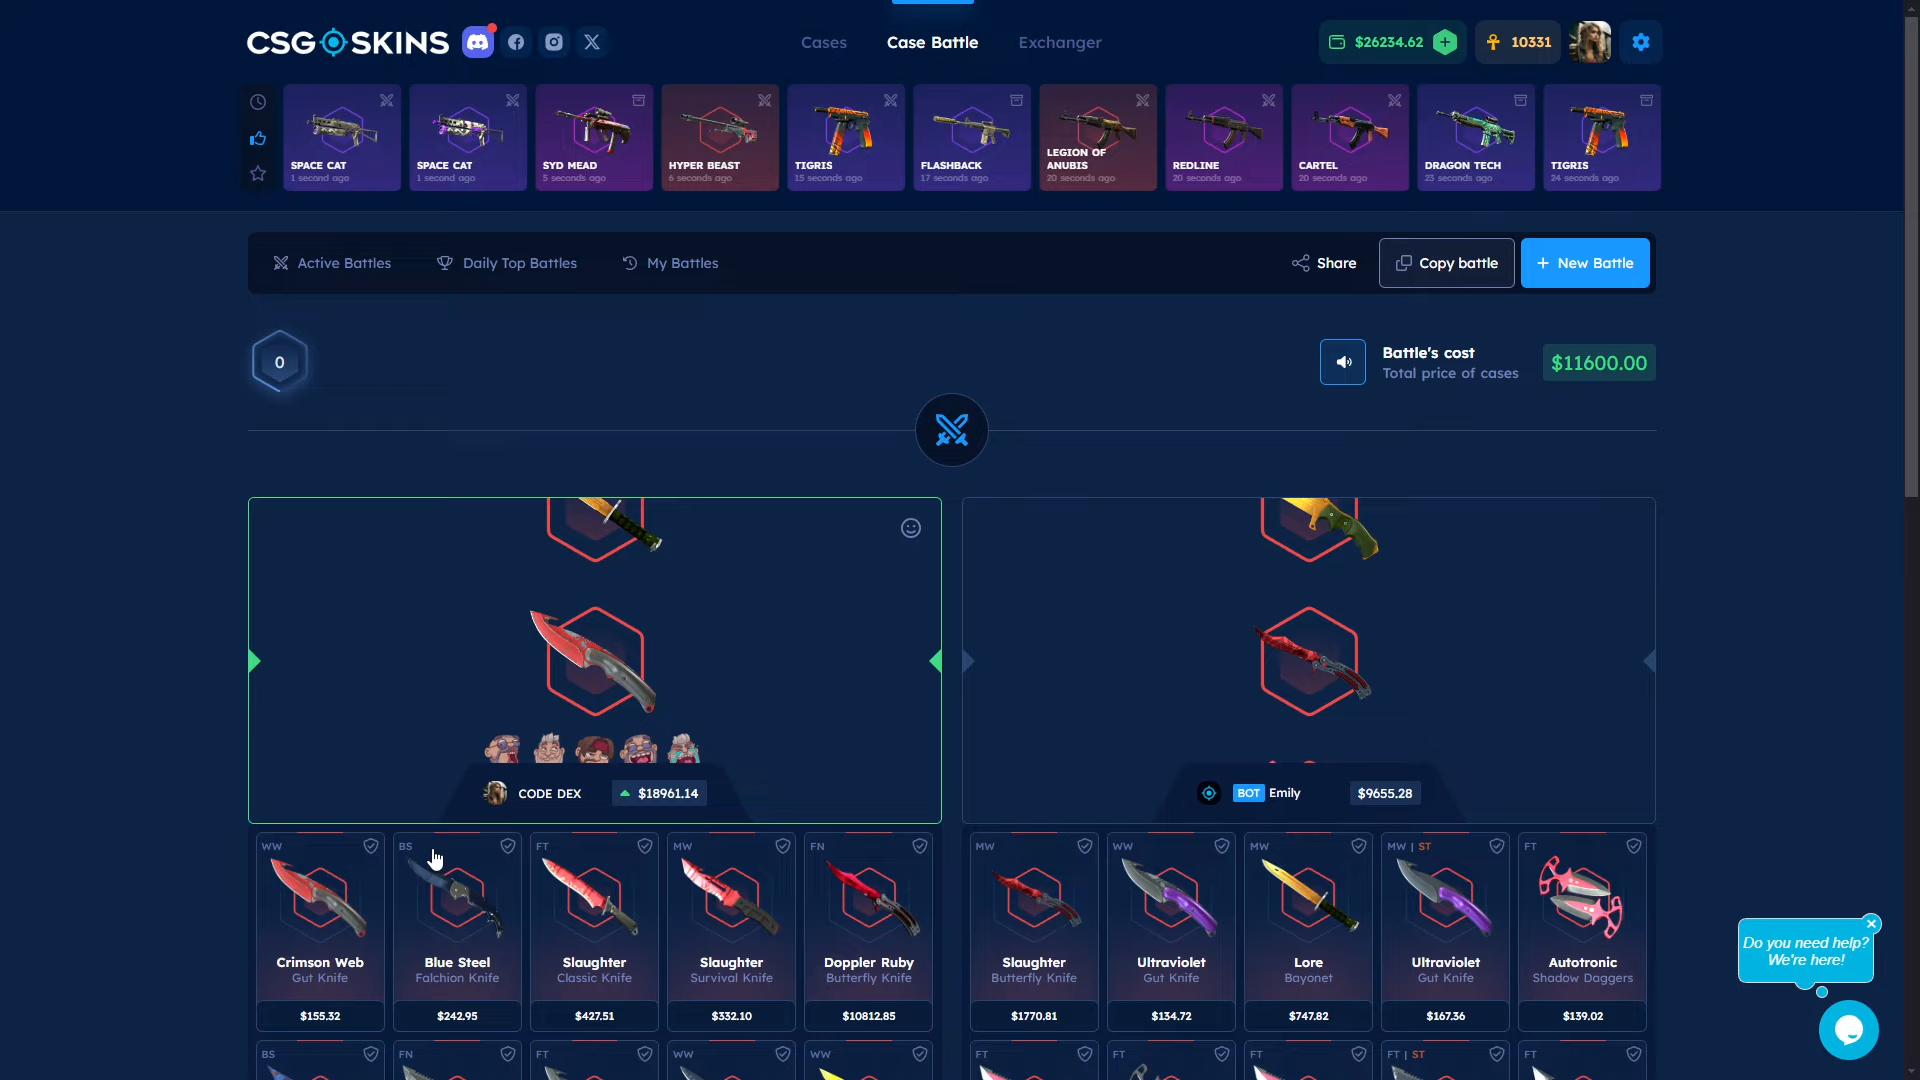 CSG SKINS
Cases
Case Battle
Exchanger
$26234.62
10331
SPACE CAT
1 second ago
SPACE CAT
1 second ago
SYD MEAD
5 seconds ago
HYPER BEAST
6 seconds ago
TIGRIS
15 seconds ago
FLASHBACK
17 seconds ago
LEGION OF
ANUBIS
20 seconds ago
REDLINE
20 seconds ago
CARTEL
20 seconds ago
DRAGON TECH
23 seconds ago
TIGRIS
24 seconds ago
Active Battles
Daily Top Battles
My Battles
Share
Copy battle
+ New Battle
0
Battle's cost
Total price of cases
$11600.00
CODE DEX
$18961.14
BOT Emily
$9655.28
WW
Crimson Web
Gut Knife
$155.32
BS
Blue Steel
Falchion Knife
$242.95
FT
Slaughter
Classic Knife
$427.51
MW
Slaughter
Survival Knife
$332.10
FN
Doppler Ruby
Butterfly Knife
$10812.85
MW
Slaughter
Butterfly Knife
$1770.81
WW
Ultraviolet
Gut Knife
$134.72
MW
Lore
Bayonet
$747.82
MW | ST
Ultraviolet
Gut Knife
$167.36
FT
Autotronic
Shadow Daggers
$139.02
BS
FN
FT
WW
WW
FT
FT
FT
FT | ST
FT
Do you need help?
We're here!